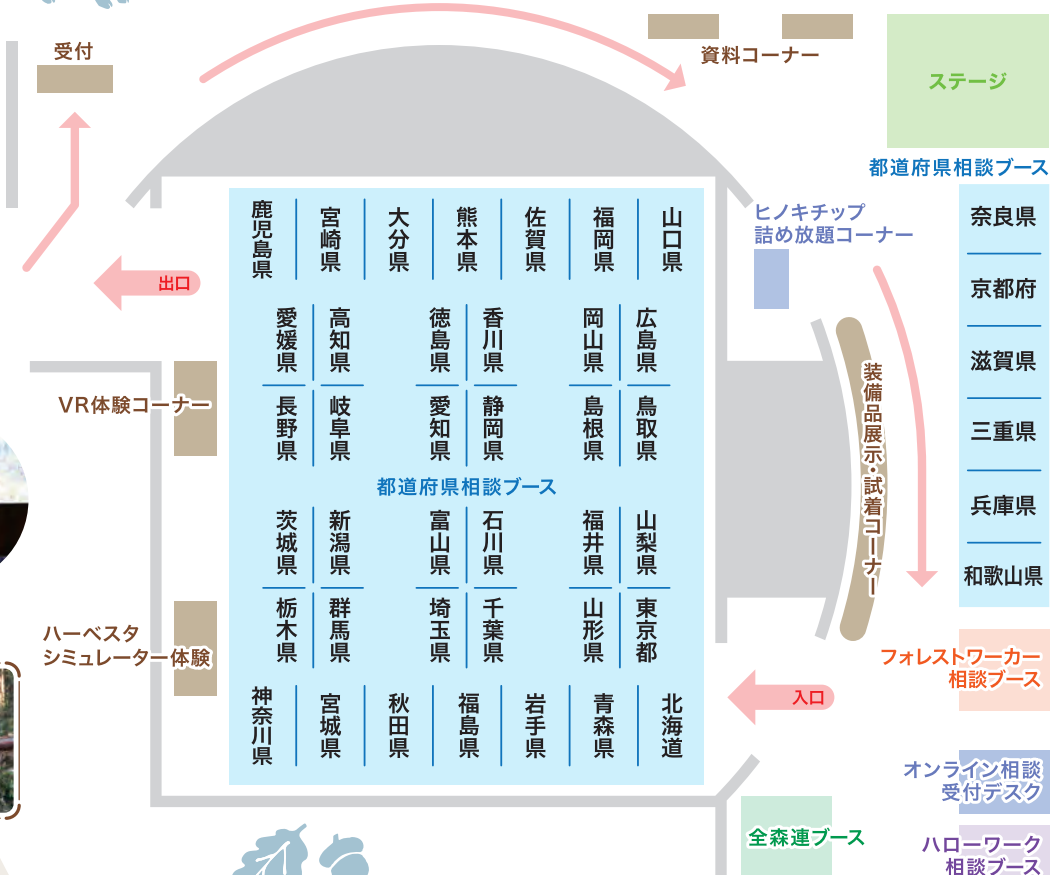 受付
資料コーナー
ステージ
都道府県相談ブース
ヒノキチップ
詰め放題コーナー
奈良県
京都府
滋賀県
三重県
兵庫県
和歌山県
出口
鹿児島県
宮崎県
大分県
熊本県
佐賀県
福岡県
山口県
愛媛県
高知県
徳島県
香川県
岡山県
広島県
VR体験コーナー
長野県
岐阜県
愛知県
静岡県
島根県
鳥取県
装備品展示・試着コーナー
都道府県相談ブース
茨城県
新潟県
富山県
石川県
福井県
山梨県
ハーベスタ
シミュレーター体験
栃木県
群馬県
埼玉県
千葉県
山形県
東京都
神奈川県
宮城県
秋田県
福島県
岩手県
青森県
北海道
入口
フォレストワーカー
相談ブース
オンライン相談
受付デスク
全森連ブース
ハローワーク
相談ブース